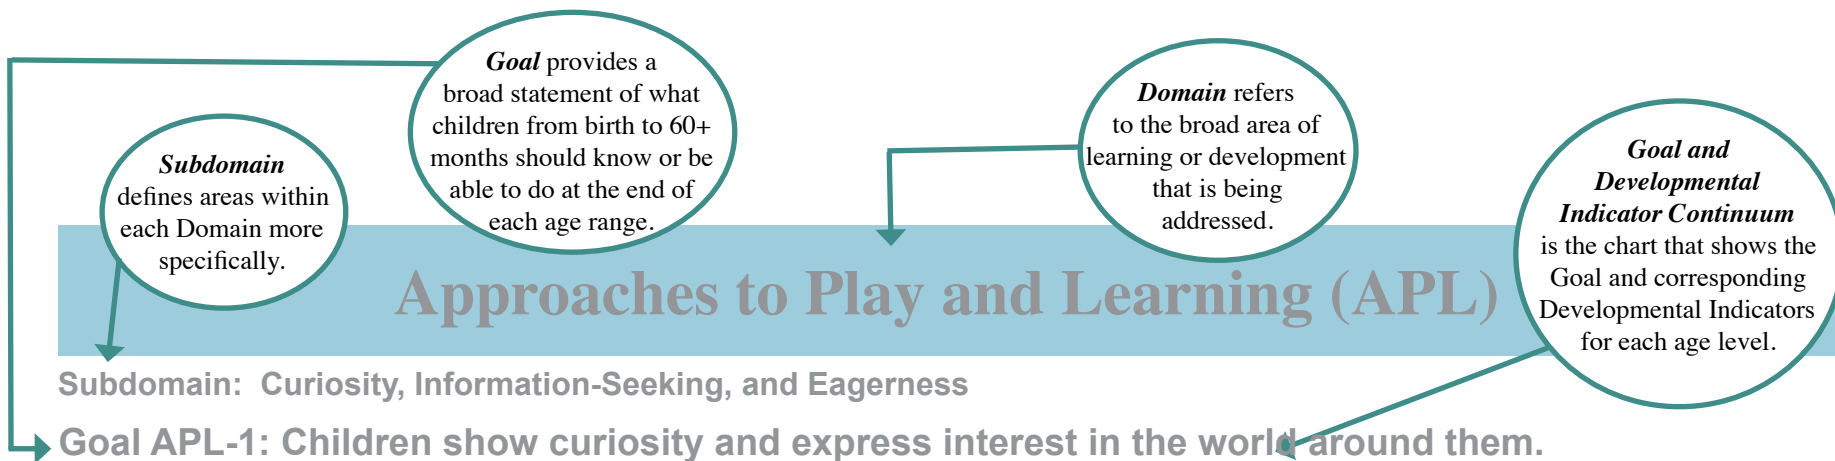 Goal provides a
broad statement of what
children from birth to 60+
months should know or be
able to do at the end of
each age range.
Domain refers
to the broad area of
learning or development
that is being
addressed.
Subdomain
defines areas within
each Domain more
specifically.
Goal and
Developmental
Indicator Continuum
is the chart that shows the
Goal and corresponding
Developmental Indicators
for each age level.
Approaches to Play and Learning (APL)
Subdomain: Curiosity, Information-Seeking, and Eagerness
Goal APL-1: Children show curiosity and express interest in the world around them.